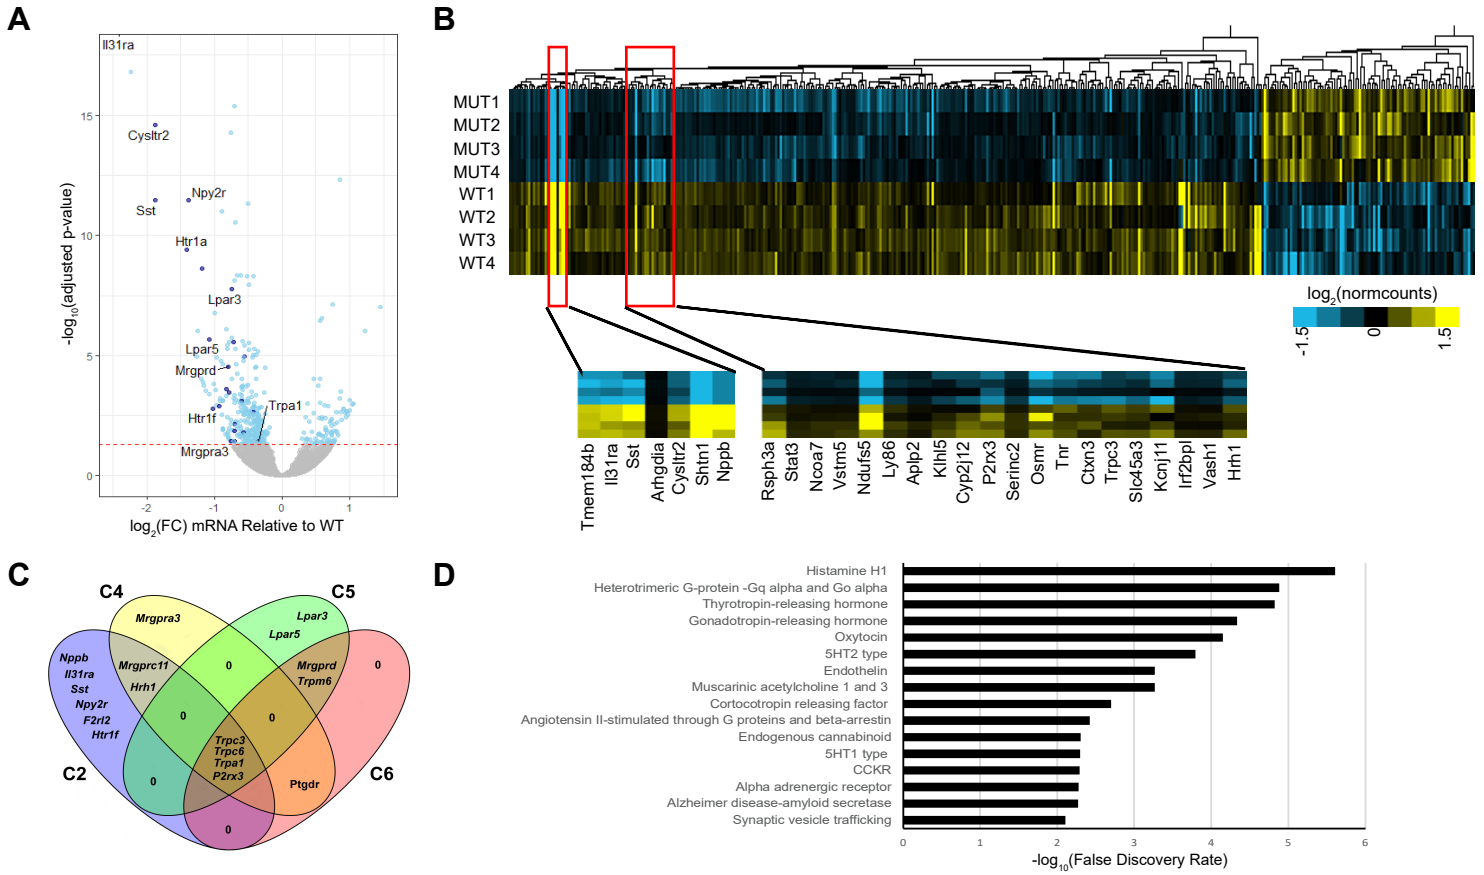 A
Il31ra
Cysltr2
Npy2r
Sst
Htr1a
Lpar3
Lpar5
Mrgprd
Trpa1
Htr1f
Mrgpra3
15
10
5
0
-2
-1
0
1
-log10(adjusted p-value)
log2(FC) mRNA Relative to WT
B
MUT1
MUT2
MUT3
MUT4
WT1
WT2
WT3
WT4
log2(normcounts)
-1.5
0
1.5
Tmem184b
Il31ra
Sst
Arhgdia
Cysltr2
Shtn1
Nppb
Rsph3a
Stat3
Ncoa7
Vstm5
Ndufs5
Ly86
Aplp2
Klhl5
Cyp2j12
P2rx3
Serinc2
Osmr
Tnr
Ctxn3
Trpc3
Slc45a3
Kcnj11
Irf2bpl
Vash1
Hrh1
C
C4
C5
C2
C6
Mrgpra3
Lpar3
Lpar5
Nppb
Il31ra
Sst
Npy2r
F2rl2
Htr1f
Mrgprc11
Hrh1
0
Mrgprd
Trpm6
0
0
0
Trpc3
Trpc6
Trpa1
P2rx3
0
Ptgdr
0
D
Histamine H1
Heterotrimeric G-protein -Gq alpha and Go alpha
Thyrotropin-releasing hormone
Gonadotropin-releasing hormone
Oxytocin
5HT2 type
Endothelin
Muscarinic acetylcholine 1 and 3
Cortocotropin releasing factor
Angiotensin II-stimulated through G proteins and beta-arrestin
Endogenous cannabinoid
5HT1 type
CCKR
Alpha adrenergic receptor
Alzheimer disease-amyloid secretase
Synaptic vesicle trafficking
0
1
2
3
4
5
6
-log10(False Discovery Rate)